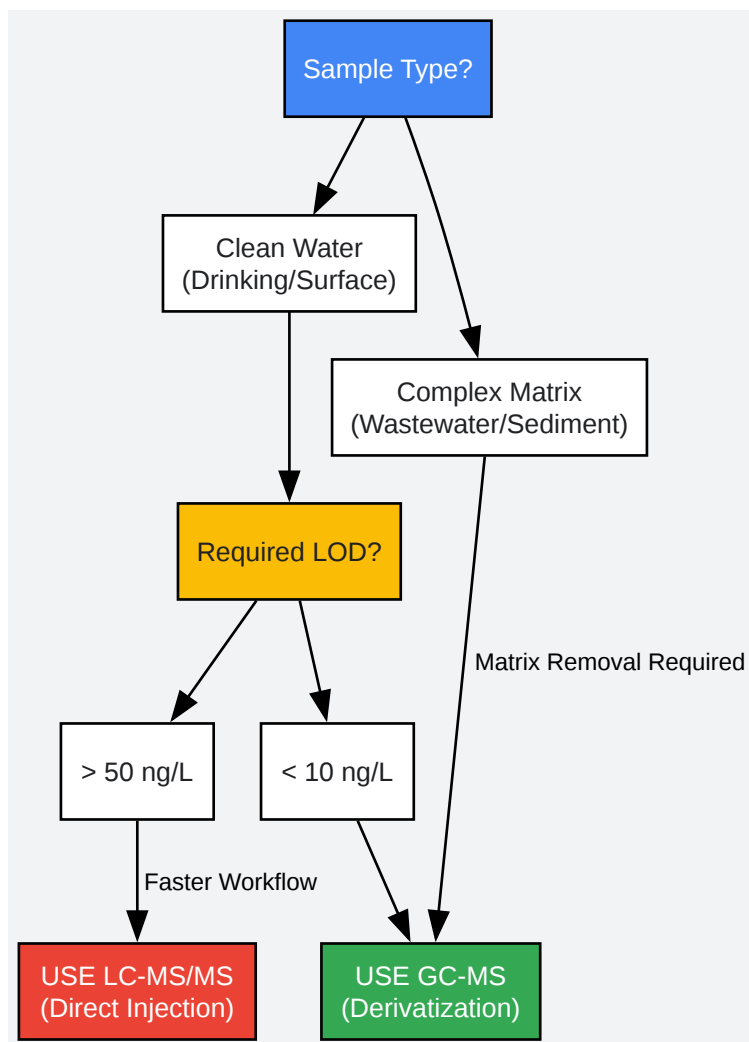 Sample Type?
Clean Water
(Drinking/Surface)
Complex Matrix
(Wastewater/Sediment)
Required LOD?
Matrix Removal Required
> 50 ng/L
< 10 ng/L
Faster Workflow
USE LC-MS/MS
(Direct Injection)
USE GC-MS
(Derivatization)